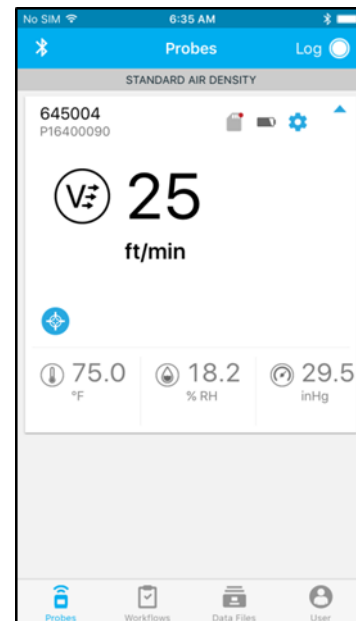 No SIM 6:35 AM
Probes Log
STANDARD AIR DENSITY
645004
P16400090
V 25
ft/min
75.0 18.2 29.5
°F % RH inHg
Probes Workflows Data Files User